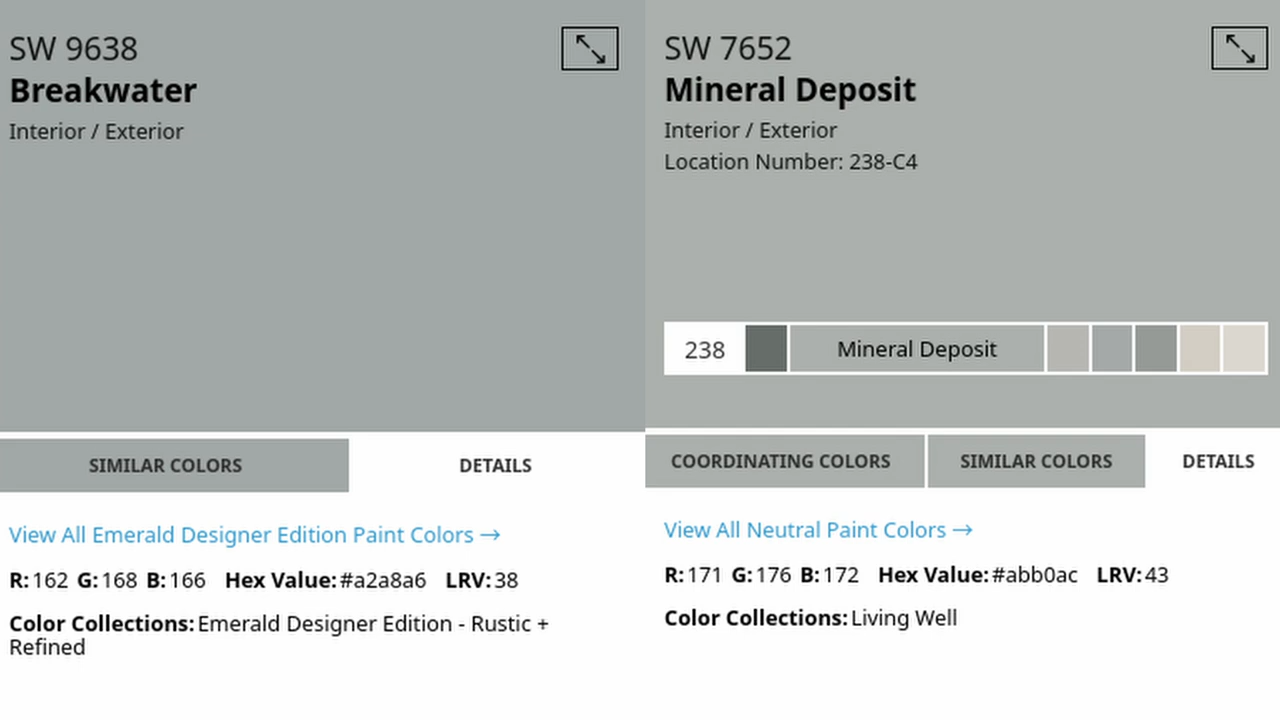 SW 9638
Breakwater
Interior / Exterior
SIMILAR COLORS
DETAILS
View All Emerald Designer Edition Paint Colors →
R: 162 G: 168 B: 166 Hex Value: #a2a8a6 LRV: 38
Color Collections: Emerald Designer Edition - Rustic +
Refined
SW 7652
Mineral Deposit
Interior / Exterior
Location Number: 238-C4
238
Mineral Deposit
COORDINATING COLORS
SIMILAR COLORS
DETAILS
View All Neutral Paint Colors →
R: 171 G: 176 B: 172 Hex Value: #abb0ac LRV: 43
Color Collections: Living Well